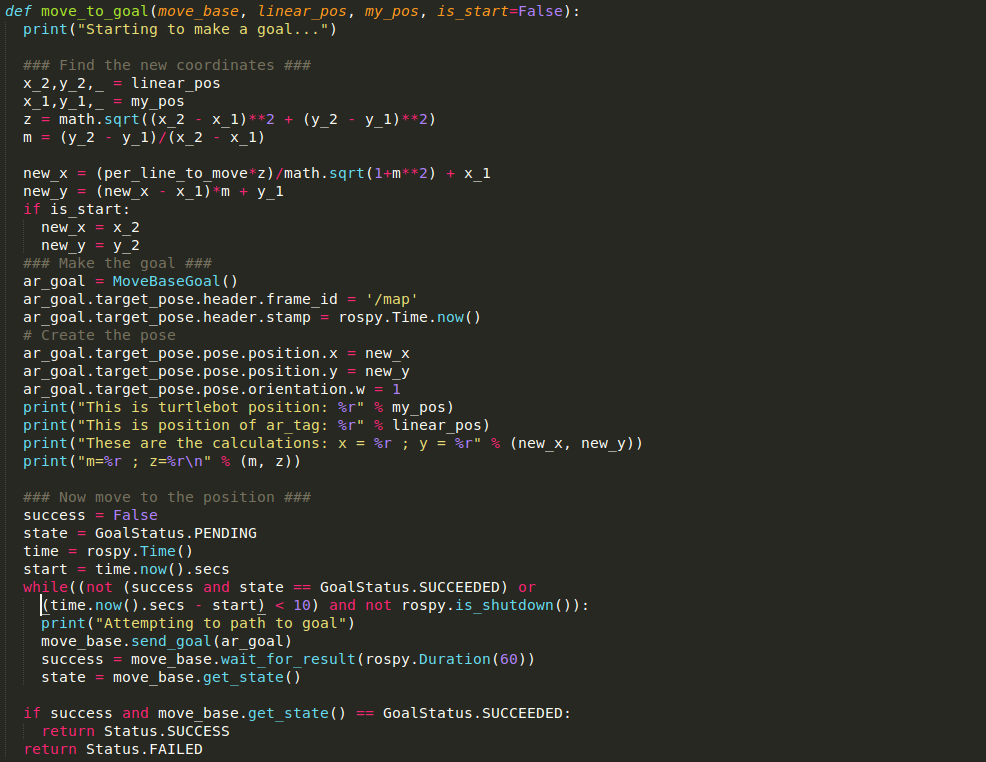 def move_to_goal(move_base, linear_pos, my_pos, is_start=False):
  print("Starting to make a goal...")

  ### Find the new coordinates ###
  x_2,y_2,_ = linear_pos
  x_1,y_1,_ = my_pos
  z = math.sqrt((x_2 - x_1)**2 + (y_2 - y_1)**2)
  m = (y_2 - y_1)/(x_2 - x_1)

  new_x = (per_line_to_move*z)/math.sqrt(1+m**2) + x_1
  new_y = (new_x - x_1)*m + y_1
  if is_start:
    new_x = x_2
    new_y = y_2
  ### Make the goal ###
  ar_goal = MoveBaseGoal()
  ar_goal.target_pose.header.frame_id = '/map'
  ar_goal.target_pose.header.stamp = rospy.Time.now()
  # Create the pose
  ar_goal.target_pose.pose.position.x = new_x
  ar_goal.target_pose.pose.position.y = new_y
  ar_goal.target_pose.pose.orientation.w = 1
  print("This is turtlebot position: %r" % my_pos)
  print("This is position of ar_tag: %r" % linear_pos)
  print("These are the calculations: x = %r ; y = %r" % (new_x, new_y))
  print("m=%r ; z=%r\n" % (m, z))

  ### Now move to the position ###
  success = False
  state = GoalStatus.PENDING
  time = rospy.Time()
  start = time.now().secs
  while((not (success and state == GoalStatus.SUCCEEDED) or
    (time.now().secs - start) < 10) and not rospy.is_shutdown()):
    print("Attempting to path to goal")
    move_base.send_goal(ar_goal)
    success = move_base.wait_for_result(rospy.Duration(60))
    state = move_base.get_state()

  if success and move_base.get_state() == GoalStatus.SUCCEEDED:
    return Status.SUCCESS
  return Status.FAILED